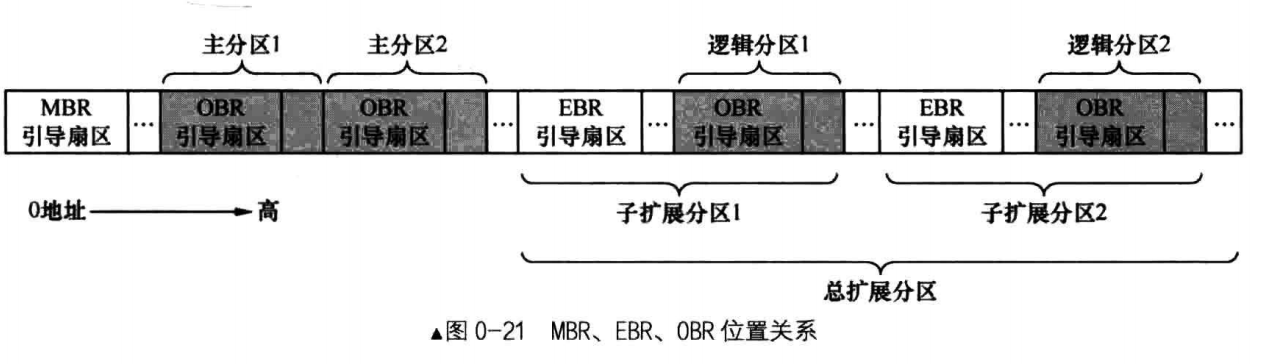 主分区1 主分区2 逻辑分区1 逻辑分区2
MBR 引导扇区 … OBR 引导扇区 OBR 引导扇区 … EBR 引导扇区 … OBR 引导扇区 … EBR 引导扇区 … OBR 引导扇区 …
0地址 高 子扩展分区1 子扩展分区2
总扩展分区
▲图 0-21 MBR、EBR、OBR 位置关系